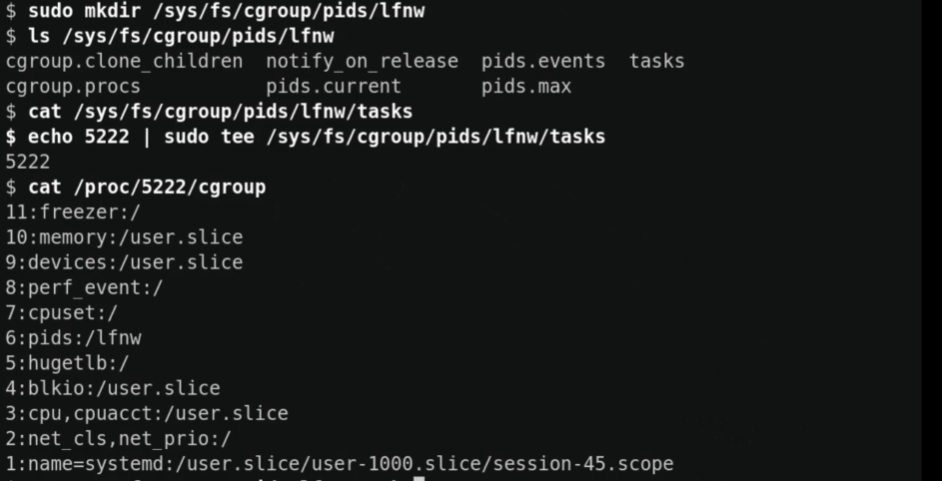 $ sudo mkdir /sys/fs/cgroup/pids/lfnw
$ ls /sys/fs/cgroup/pids/lfnw
cgroup.clone_children  notify_on_release  pids.events  tasks
cgroup.procs           pids.current       pids.max
$ cat /sys/fs/cgroup/pids/lfnw/tasks
$ echo 5222 | sudo tee /sys/fs/cgroup/pids/lfnw/tasks
5222
$ cat /proc/5222/cgroup
11:freezer:/
10:memory:/user.slice
9:devices:/user.slice
8:perf_event:/
7:cpuset:/
6:pids:/lfnw
5:hugetlb:/
4:blkio:/user.slice
3:cpu,cpuacct:/user.slice
2:net_cls,net_prio:/
1:name=systemd:/user.slice/user-1000.slice/session-45.scope